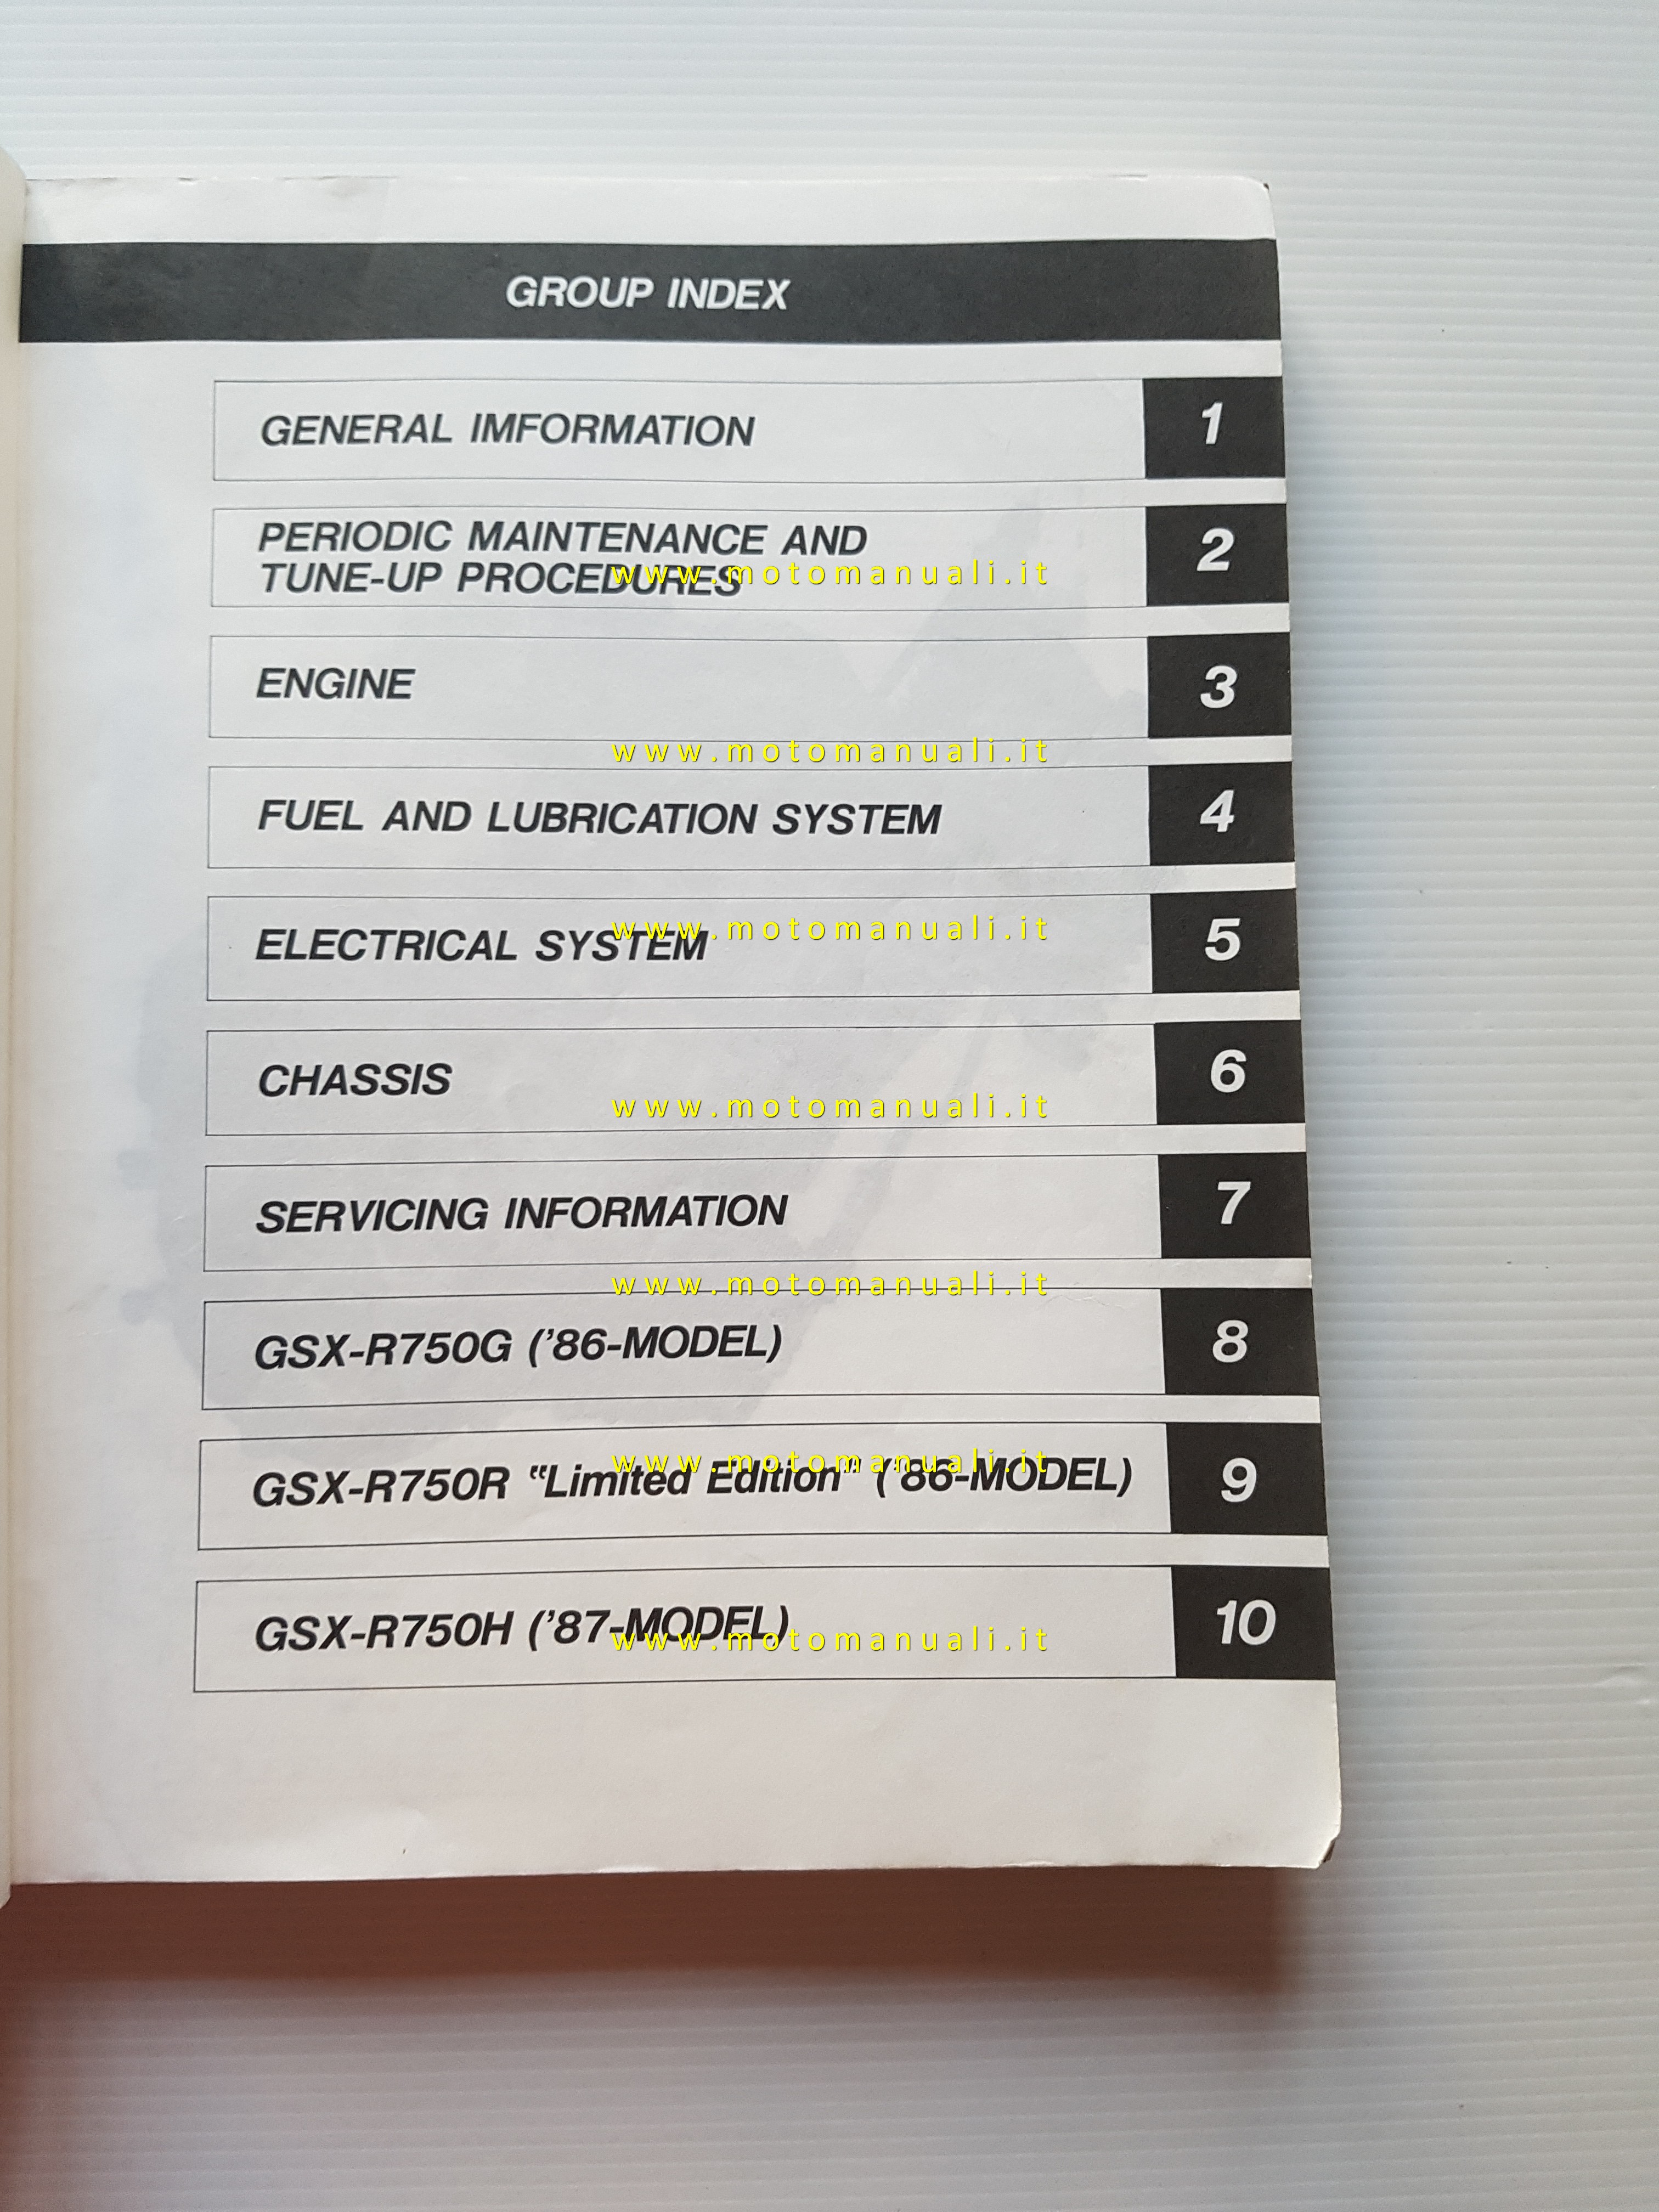 GROUP INDEX
GENERAL IMFORMATION 1
PERIODIC MAINTENANCE AND
TUNE-UP PROCEDURES 2
www.motomanuali.it
ENGINE 3
www.motomanuali.it
FUEL AND LUBRICATION SYSTEM 4
www.motomanuali.it
ELECTRICAL SYSTEM 5
CHASSIS 6
www.motomanuali.it
SERVICING INFORMATION 7
www.motomanuali.it
GSX-R750G ('86-MODEL) 8
www.motomanuali.it
GSX-R750R "Limited Edition" ('86-MODEL) 9
GSX-R750H ('87-MODEL) 10
www.motomanuali.it